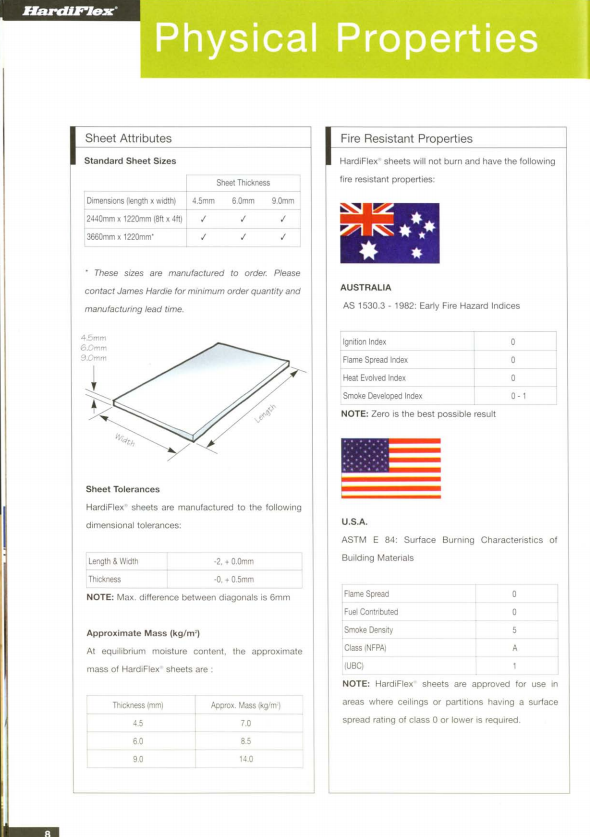 HardiFlex®
Physical Properties
Sheet Attributes
Standard Sheet Sizes
Sheet Thickness
Dimensions (length x width) 4.5mm 6.0mm 9.0mm
2440mm x 1220mm (8ft x 4ft) ✓ ✓ ✓
3660mm x 1220mm* ✓ ✓ ✓
* These sizes are manufactured to order. Please
contact James Hardie for minimum order quantity and
manufacturing lead time.
4.5mm
6.0mm
9.0mm
Width
Length
Sheet Tolerances
HardiFlex® sheets are manufactured to the following
dimensional tolerances:
Length & Width -2, + 0.0mm
Thickness -0, + 0.5mm
NOTE: Max. difference between diagonals is 6mm
Approximate Mass (kg/m²)
At equilibrium moisture content, the approximate
mass of HardiFlex® sheets are :
Thickness (mm) Approx. Mass (kg/m²)
4.5 7.0
6.0 8.5
9.0 14.0
Fire Resistant Properties
HardiFlex® sheets will not burn and have the following
fire resistant properties:
AUSTRALIA
AS 1530.3 - 1982: Early Fire Hazard Indices
Ignition Index 0
Flame Spread Index 0
Heat Evolved Index 0
Smoke Developed Index 0 - 1
NOTE: Zero is the best possible result
U.S.A.
ASTM E 84: Surface Burning Characteristics of
Building Materials
Flame Spread 0
Fuel Contributed 0
Smoke Density 5
Class (NFPA) A
(UBC) 1
NOTE: HardiFlex® sheets are approved for use in
areas where ceilings or partitions having a surface
spread rating of class 0 or lower is required.
8